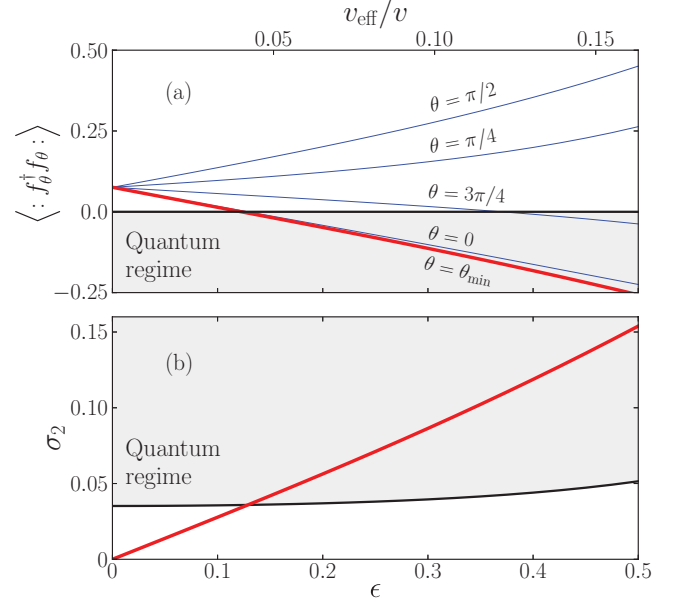 v_eff/v
0.05 0.10 0.15
⟨: f†_θ f_θ :⟩
0.50
0.25
0.0
−0.25
(a)
θ = π/2
θ = π/4
θ = 3π/4
θ = 0
θ = θ_min
Quantum
regime
σ_2
0.15
0.10
0.05
0
(b)
Quantum
regime
0 0.1 0.2 0.3 0.4 0.5
ϵ